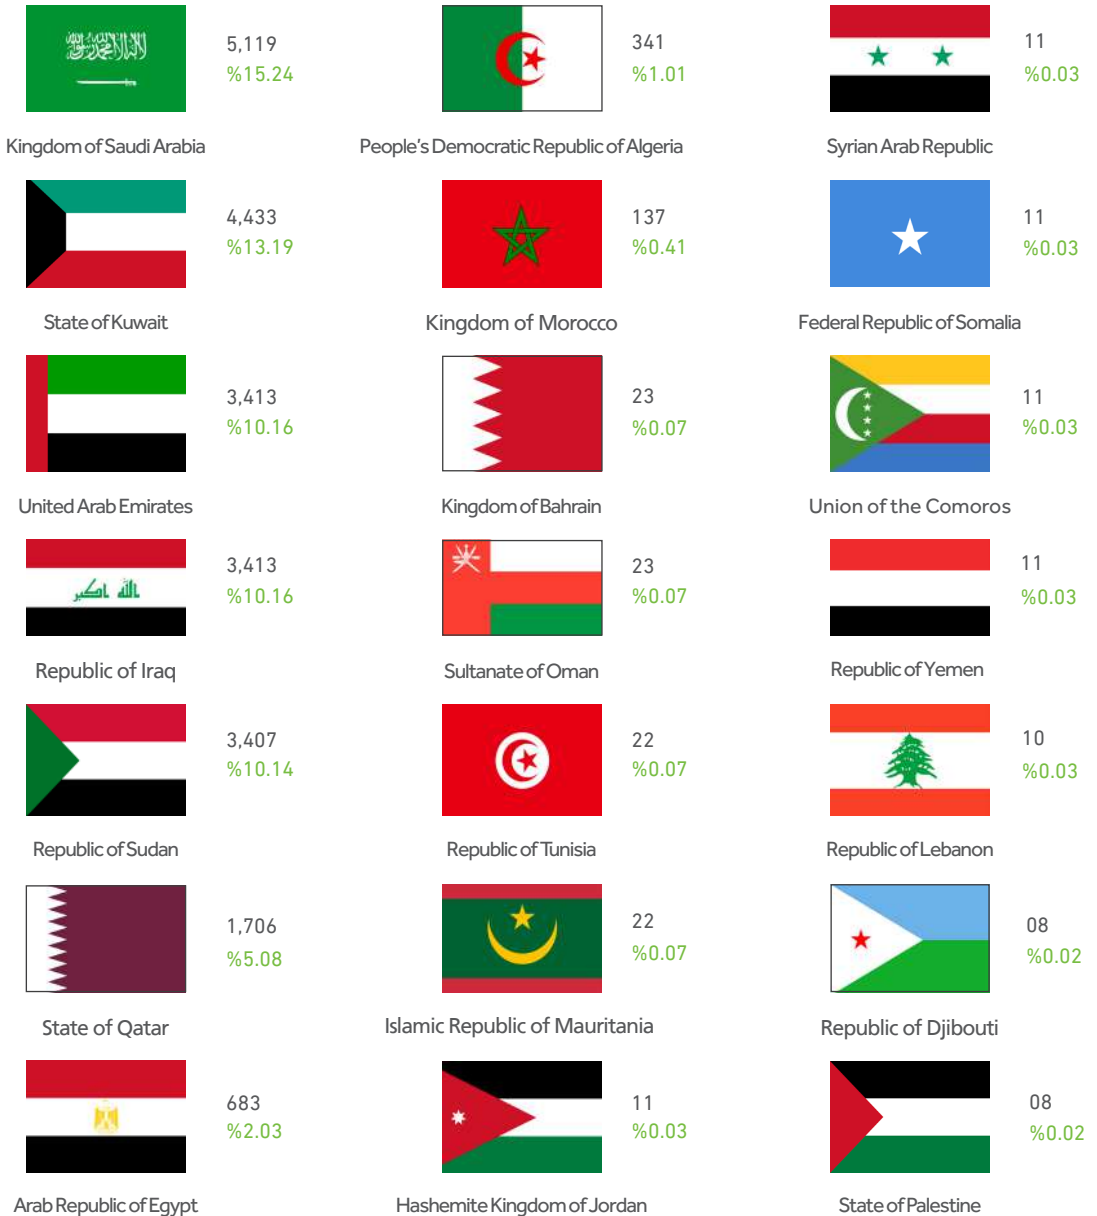 لا إله إلا الله محمد رسول الله
5,119
%15.24
Kingdom of Saudi Arabia
4,433
%13.19
State of Kuwait
3,413
%10.16
United Arab Emirates
الله اكبر
3,413
%10.16
Republic of Iraq
3,407
%10.14
Republic of Sudan
1,706
%5.08
State of Qatar
683
%2.03
Arab Republic of Egypt
341
%1.01
People's Democratic Republic of Algeria
137
%0.41
Kingdom of Morocco
23
%0.07
Kingdom of Bahrain
23
%0.07
Sultanate of Oman
22
%0.07
Republic of Tunisia
22
%0.07
Islamic Republic of Mauritania
11
%0.03
Hashemite Kingdom of Jordan
11
%0.03
Syrian Arab Republic
11
%0.03
Federal Republic of Somalia
11
%0.03
Union of the Comoros
11
%0.03
Republic of Yemen
10
%0.03
Republic of Lebanon
08
%0.02
Republic of Djibouti
08
%0.02
State of Palestine